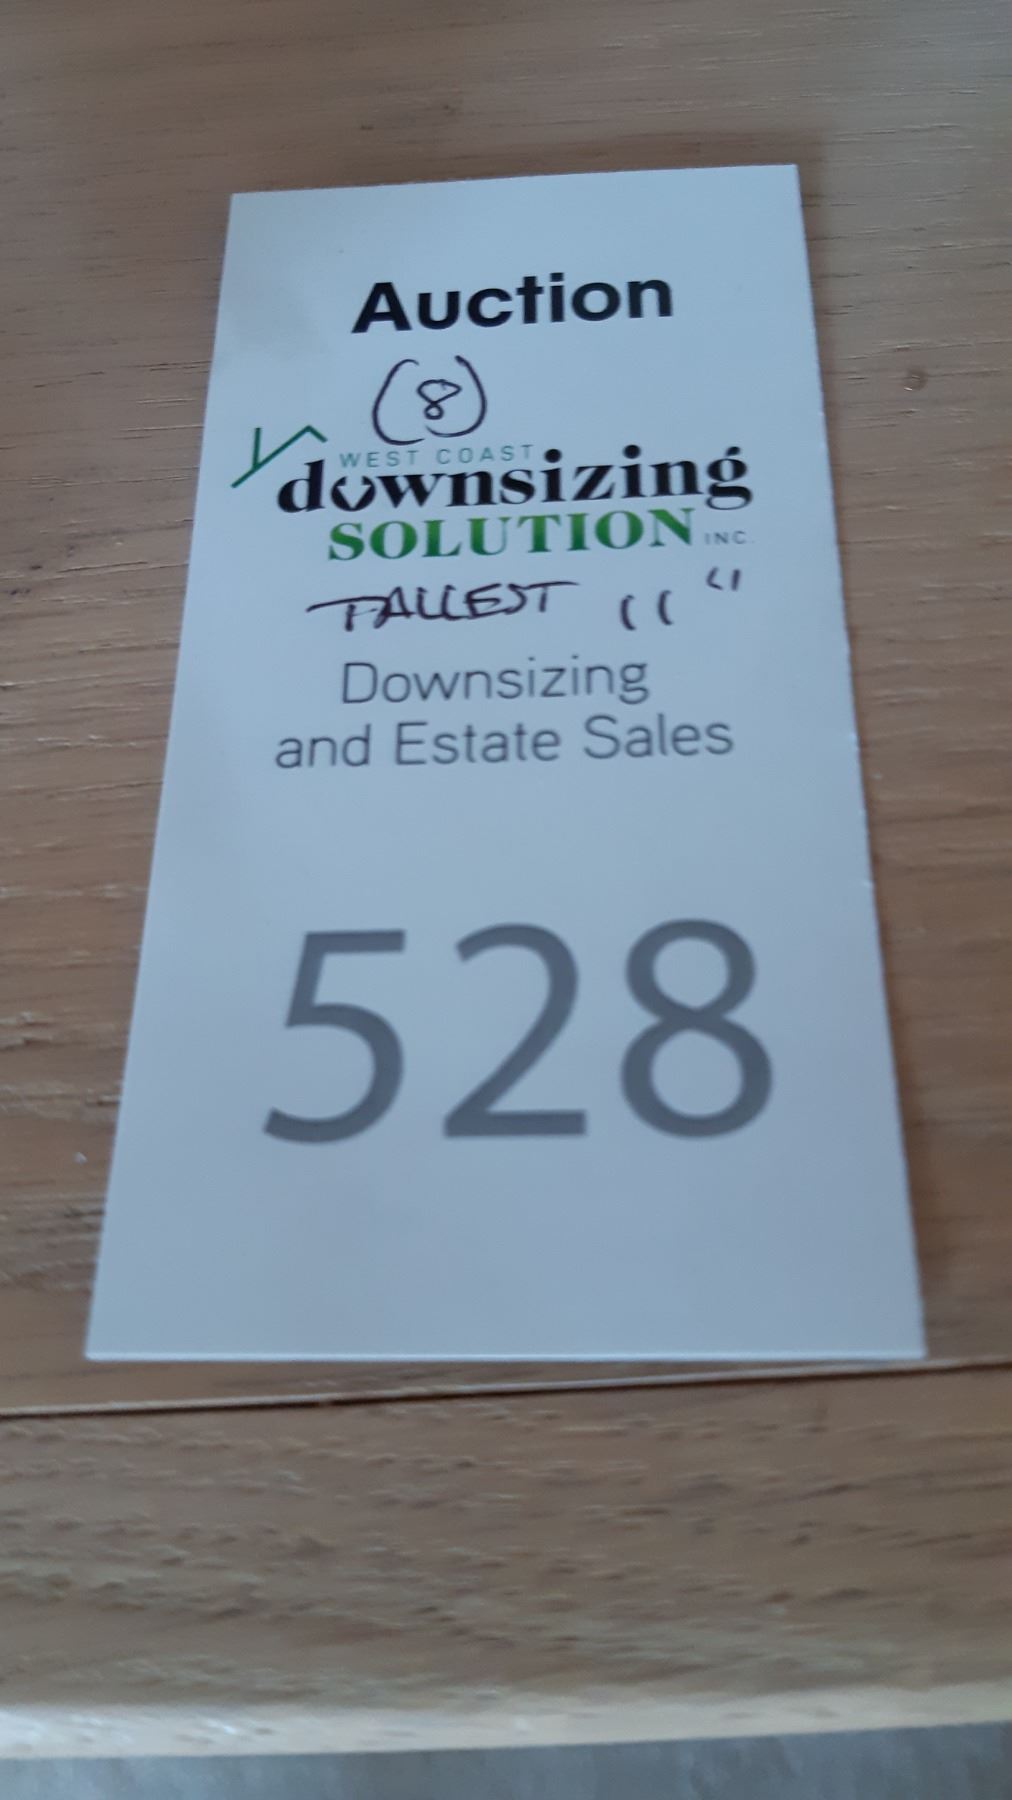 Auction
(8)
WEST COAST
downsizing
SOLUTION INC.
TALLEST 11"
Downsizing
and Estate Sales
528